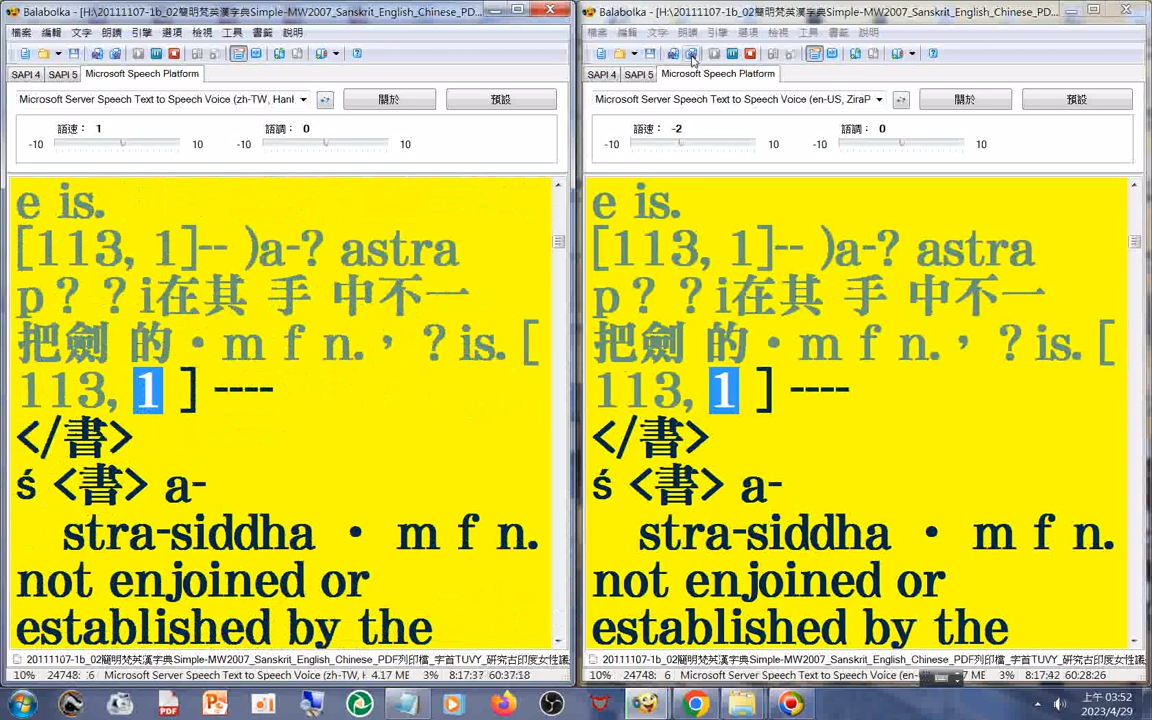 Balabolka - [H:\20111107-1b_02簡明梵英漢字典Simple-MW2007_Sanskrit_English_Chinese_PD...
檔案 編輯 文字 朗讀 引擎 選項 檢視 工具 書籤 說明
SAPI 4 SAPI 5 Microsoft Speech Platform
Microsoft Server Speech Text to Speech Voice (zh-TW, Hanl
關於 預設
語速： 1 語調： 0
-10 10 -10 10
e is.
[113, 1]-- )a-? astra
p？ ？i在其 手 中不一
把劍 的・m f n.，？is. [
113, 1 ] ----
</書>
ś <書> a-
stra-siddha ・ m f n.
not enjoined or
established by the
20111107-1b_02簡明梵英漢字典Simple-MW2007_Sanskrit_English_Chinese_PDF列印檔_字首TUVY_研究古印度女性議
10% 24748: :6 Microsoft Server Speech Text to Speech Voice (zh-TW, 4.17 ME 3% 8:17:37 60:37:18
Balabolka - [H:\20111107-1b_02簡明梵英漢字典Simple-MW2007_Sanskrit_English_Chinese_PD...
檔案 編輯 文字 朗讀 引擎 選項 檢視 工具 書籤 說明
SAPI 4 SAPI 5 Microsoft Speech Platform
Microsoft Server Speech Text to Speech Voice (en-US, ZiraP
關於 預設
語速： -2 語調： 0
-10 10 -10 10
e is.
[113, 1]-- )a-? astra
p？ ？i在其 手 中不一
把劍 的・m f n.，？is. [
113, 1 ] ----
</書>
ś <書> a-
stra-siddha ・ m f n.
not enjoined or
established by the
20111107-1b_02簡明梵英漢字典Simple-MW2007_Sanskrit_English_Chinese_PDF列印檔_字首TUVY_研究古印度女性議
10% 24748: 6 Microsoft Server Speech Text to Speech Voice (en-US, 4.17 ME 3% 8:17:42 60:28:26
上午 03:52
2023/4/29